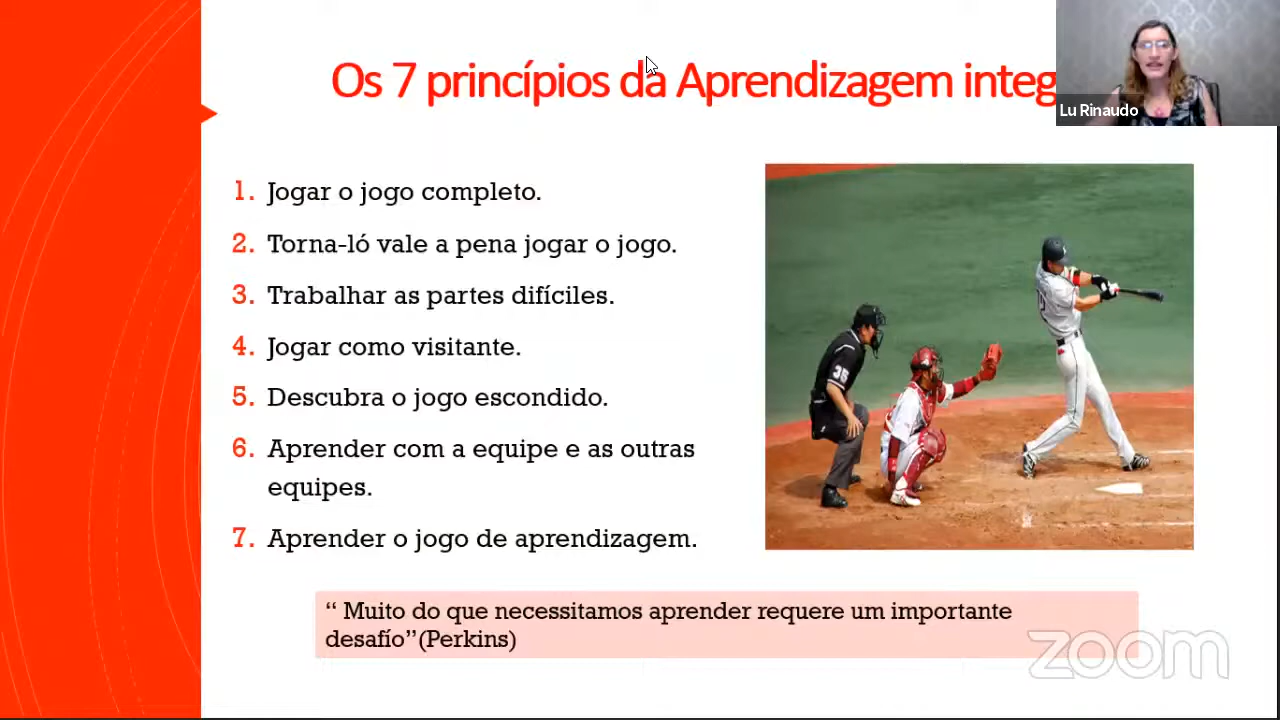 Os 7 princípios da Aprendizagem integ
Lu Rinaudo
1. Jogar o jogo completo.
2. Torna-ló vale a pena jogar o jogo.
3. Trabalhar as partes difíciles.
4. Jogar como visitante.
5. Descubra o jogo escondido.
6. Aprender com a equipe e as outras
equipes.
7. Aprender o jogo de aprendizagem.
35
“ Muito do que necessitamos aprender requere um importante
desafío”(Perkins)
zoom